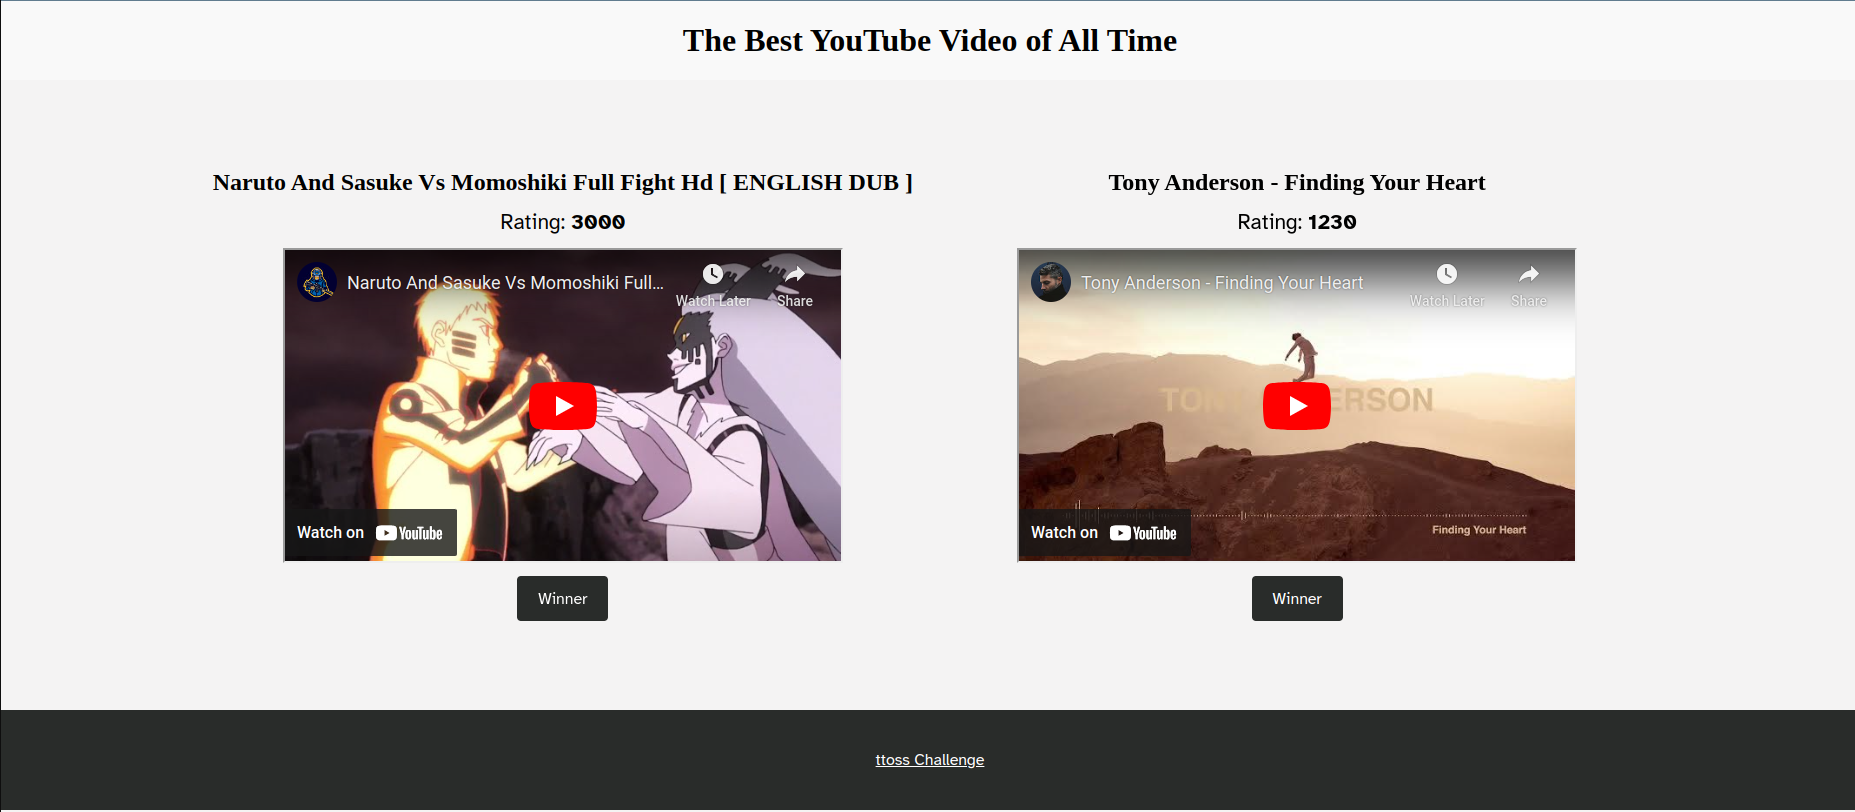 The Best YouTube Video of All Time
Naruto And Sasuke Vs Momoshiki Full Fight Hd [ ENGLISH DUB ]
Rating: 3000
Naruto And Sasuke Vs Momoshiki Full...
Watch Later
Share
Watch on YouTube
Winner
Tony Anderson - Finding Your Heart
Rating: 1230
Tony Anderson - Finding Your Heart
Watch Later
Share
TON ERSON
Finding Your Heart
Watch on YouTube
Winner
ttoss Challenge